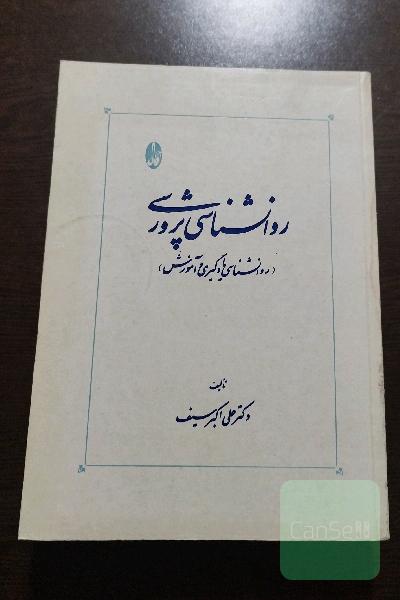 روانشناسی پرورشی
(روانشناسی یادگیری و آموزش)
تألیف
دکتر علی اکبر سیف
CanSell